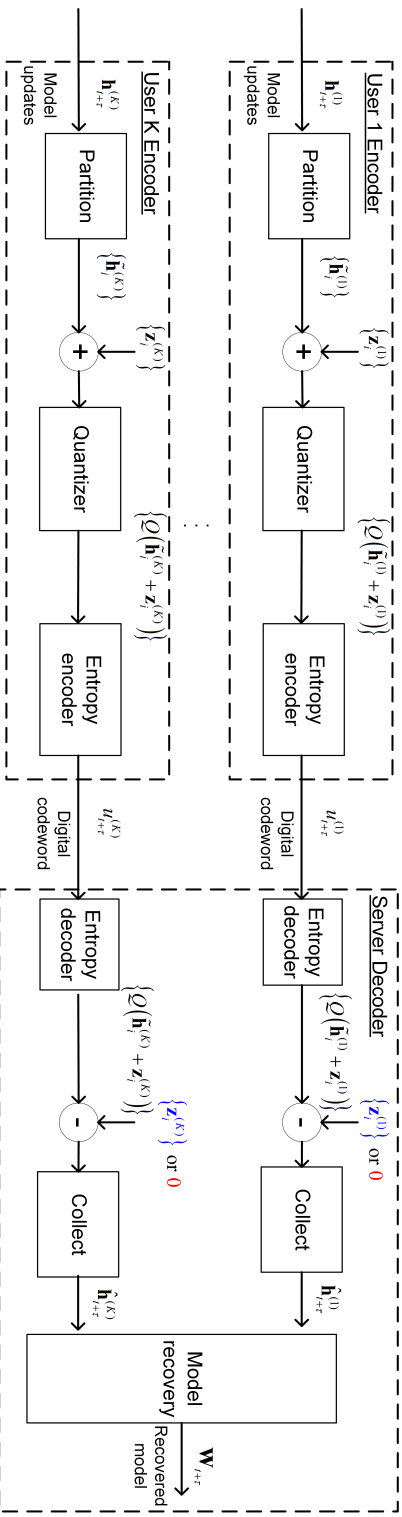 User 1 Encoder
𝐡_{t+τ}^{(1)}
Model
updates
Partition
{𝐡̃_i^{(1)}}
{𝐳_i^{(1)}}
+
Quantizer
{Q(𝐡̃_i^{(1)} + 𝐳_i^{(1)})}
Entropy
encoder
u_{t+τ}^{(1)}
Digital
codeword
Server Decoder
Entropy
decoder
{Q(𝐡̃_i^{(1)} + 𝐳_i^{(1)})}
{𝐳_i^{(1)}} or 0
-
Collect
𝐡̂_{t+τ}^{(1)}
. . .
User K Encoder
𝐡_{t+τ}^{(K)}
Model
updates
Partition
{𝐡̃_i^{(K)}}
{𝐳_i^{(K)}}
+
Quantizer
{Q(𝐡̃_i^{(K)} + 𝐳_i^{(K)})}
Entropy
encoder
u_{t+τ}^{(K)}
Digital
codeword
Entropy
decoder
{Q(𝐡̃_i^{(K)} + 𝐳_i^{(K)})}
{𝐳_i^{(K)}} or 0
-
Collect
𝐡̂_{t+τ}^{(K)}
Model
recovery
𝐖_{t+τ}
Recovered
model